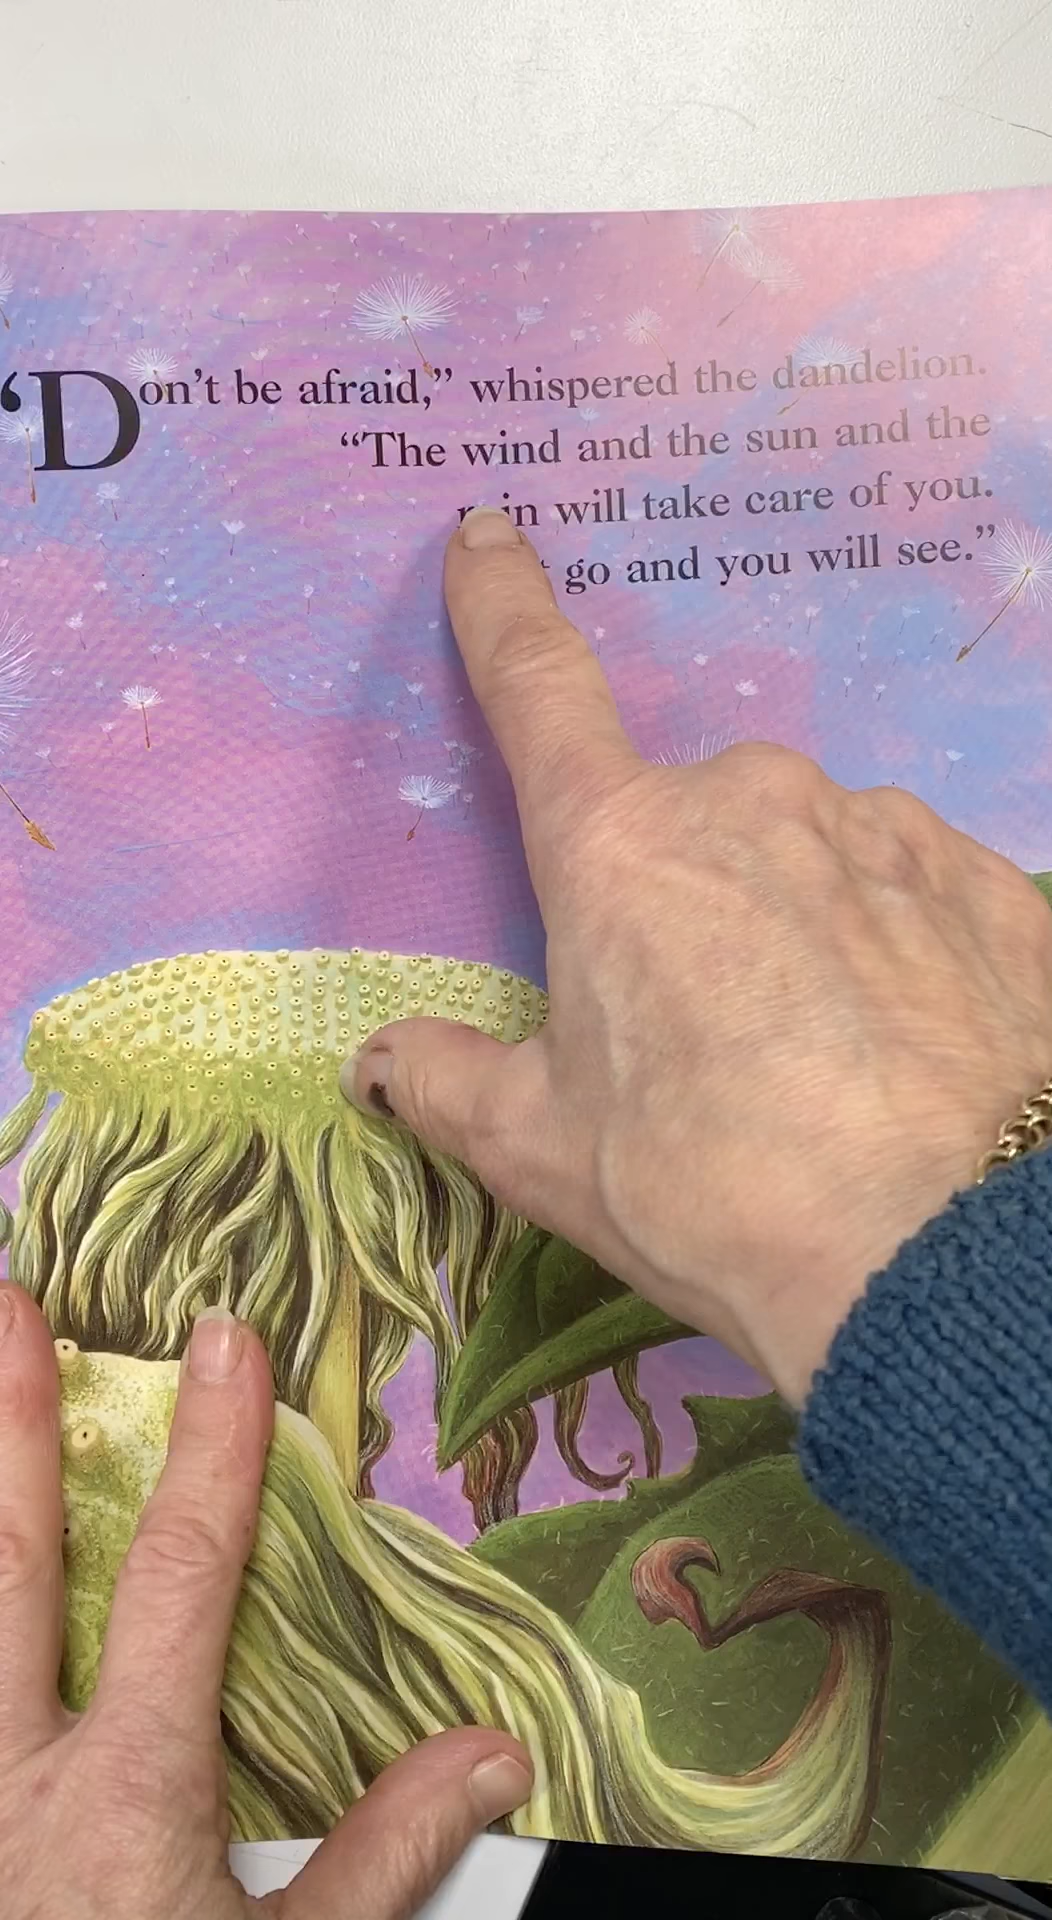 ‘Don’t be afraid,” whispered the dandelion.
“The wind and the sun and the
rain will take care of you.
go and you will see.”